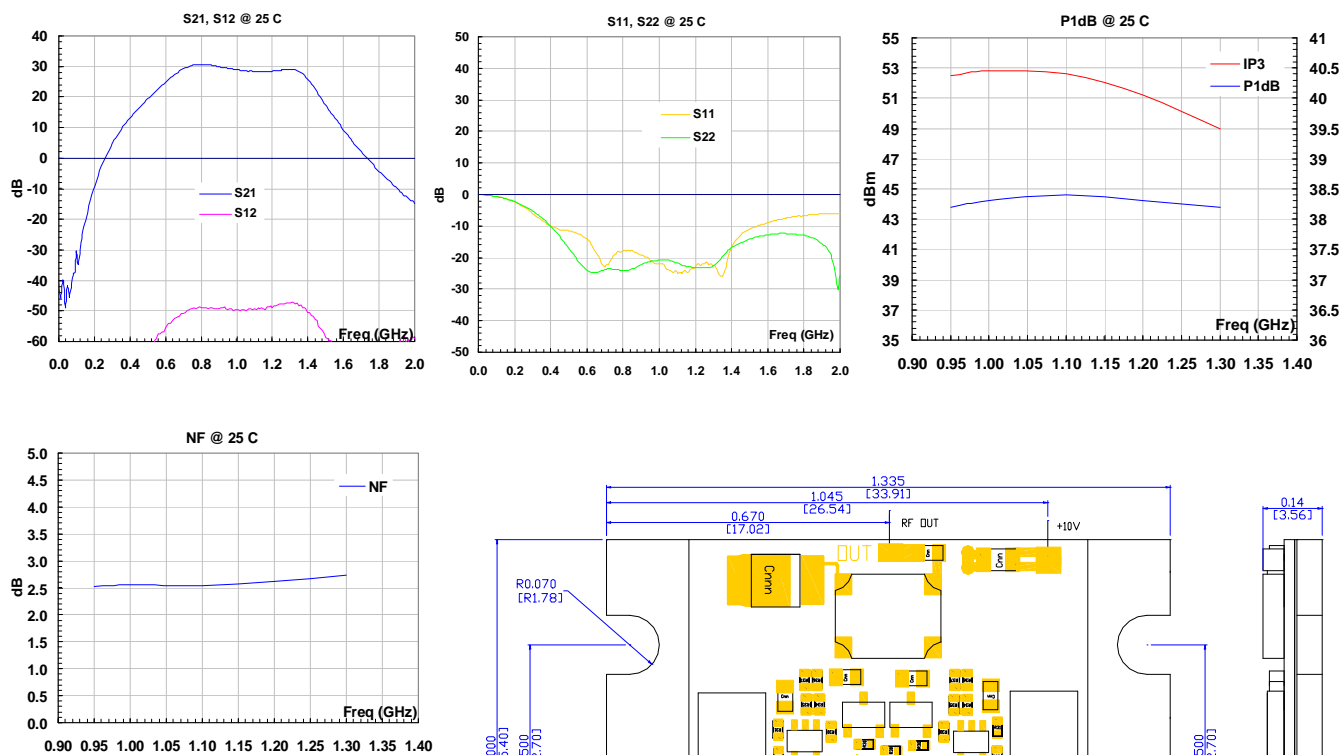 S21, S12 @ 25 C
40
30
20
10
0
-10
-20
-30
-40
-50
-60
dB
S21
S12
Freq (GHz)
0.0 0.2 0.4 0.6 0.8 1.0 1.2 1.4 1.6 1.8 2.0
S11, S22 @ 25 C
50
40
30
20
10
0
-10
-20
-30
-40
-50
dB
S11
S22
Freq (GHz)
0.0 0.2 0.4 0.6 0.8 1.0 1.2 1.4 1.6 1.8 2.0
P1dB @ 25 C
55
53
51
49
47
45
43
41
39
37
35
dBm
IP3
P1dB
41
40.5
40
39.5
39
38.5
38
37.5
37
36.5
36
Freq (GHz)
0.90 0.95 1.00 1.05 1.10 1.15 1.20 1.25 1.30 1.35 1.40
NF @ 25 C
5.0
4.5
4.0
3.5
3.0
2.5
2.0
1.5
1.0
0.5
0.0
dB
NF
Freq (GHz)
0.90 0.95 1.00 1.05 1.10 1.15 1.20 1.25 1.30 1.35 1.40
1.335
[33.91]
1.045
[26.54]
0.670
[17.02]
RF OUT
+10V
0.14
[3.56]
OUT
Cnnn
Cnn
R0.070
[R1.78]